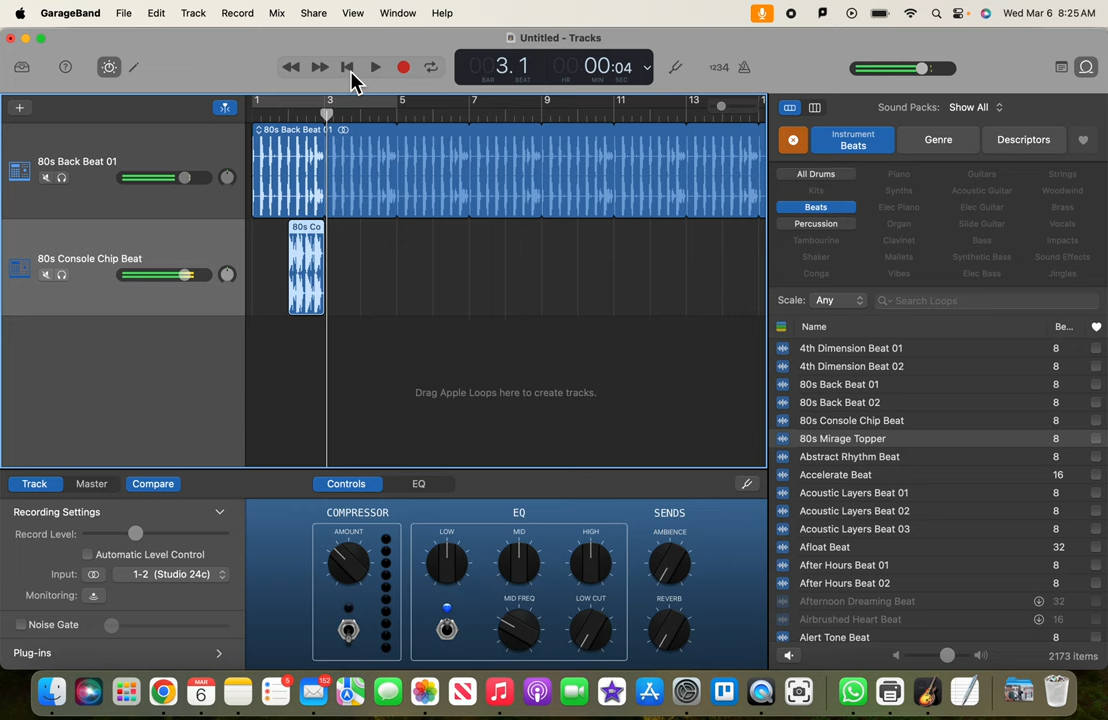 GarageBand File Edit Track Record Mix Share View Window Help Wed Mar 6 8:25 AM
Untitled - Tracks
003. 1 00 00:04 1234
BAR BEAT HR MIN SEC
1 3 5 7 9 11 13 1
Sound Packs: Show All
80s Back Beat 01
80s Back Beat 01
80s Console Chip Beat
80s Co
Drag Apple Loops here to create tracks.
Instrument
Beats Genre Descriptors
All Drums Piano Guitars Strings
Kits Synths Acoustic Guitar Woodwind
Beats Elec Piano Elec Guitar Brass
Percussion Organ Slide Guitar Vocals
Tambourine Clavinet Bass Impacts
Shaker Mallets Synthetic Bass Sound Effects
Conga Vibes Elec Bass Jingles
Scale: Any Search Loops
Name Be...
4th Dimension Beat 01 8
4th Dimension Beat 02 8
80s Back Beat 01 8
80s Back Beat 02 8
80s Console Chip Beat 8
80s Mirage Topper 8
Abstract Rhythm Beat 8
Accelerate Beat 16
Acoustic Layers Beat 01 8
Acoustic Layers Beat 02 8
Acoustic Layers Beat 03 8
Afloat Beat 32
After Hours Beat 01 8
After Hours Beat 02 8
Afternoon Dreaming Beat 32
Airbrushed Heart Beat 16
Alert Tone Beat 8
2173 items
Track Master Compare Controls EQ
Recording Settings
Record Level:
Automatic Level Control
Input: 1-2 (Studio 24c)
Monitoring:
Noise Gate
Plug-ins
COMPRESSOR EQ SENDS
AMOUNT LOW MID HIGH AMBIENCE
MID FREQ LOW CUT REVERB
MAR
6 5 152